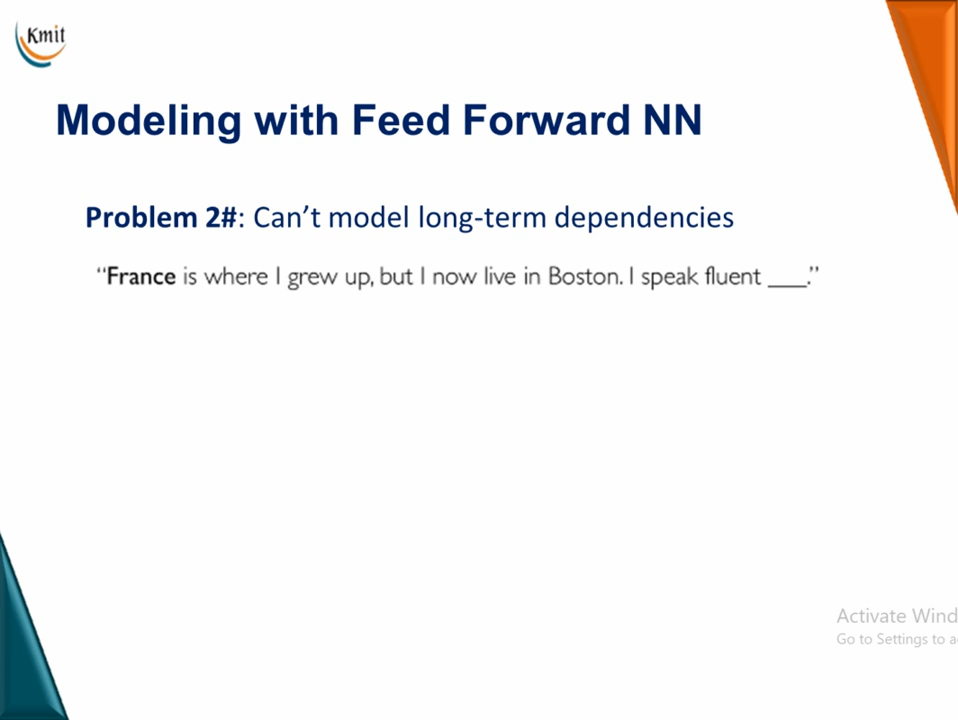 Kmit
Modeling with Feed Forward NN
Problem 2#: Can't model long-term dependencies
“France is where I grew up, but I now live in Boston. I speak fluent ___.”
Activate Wind
Go to Settings to a